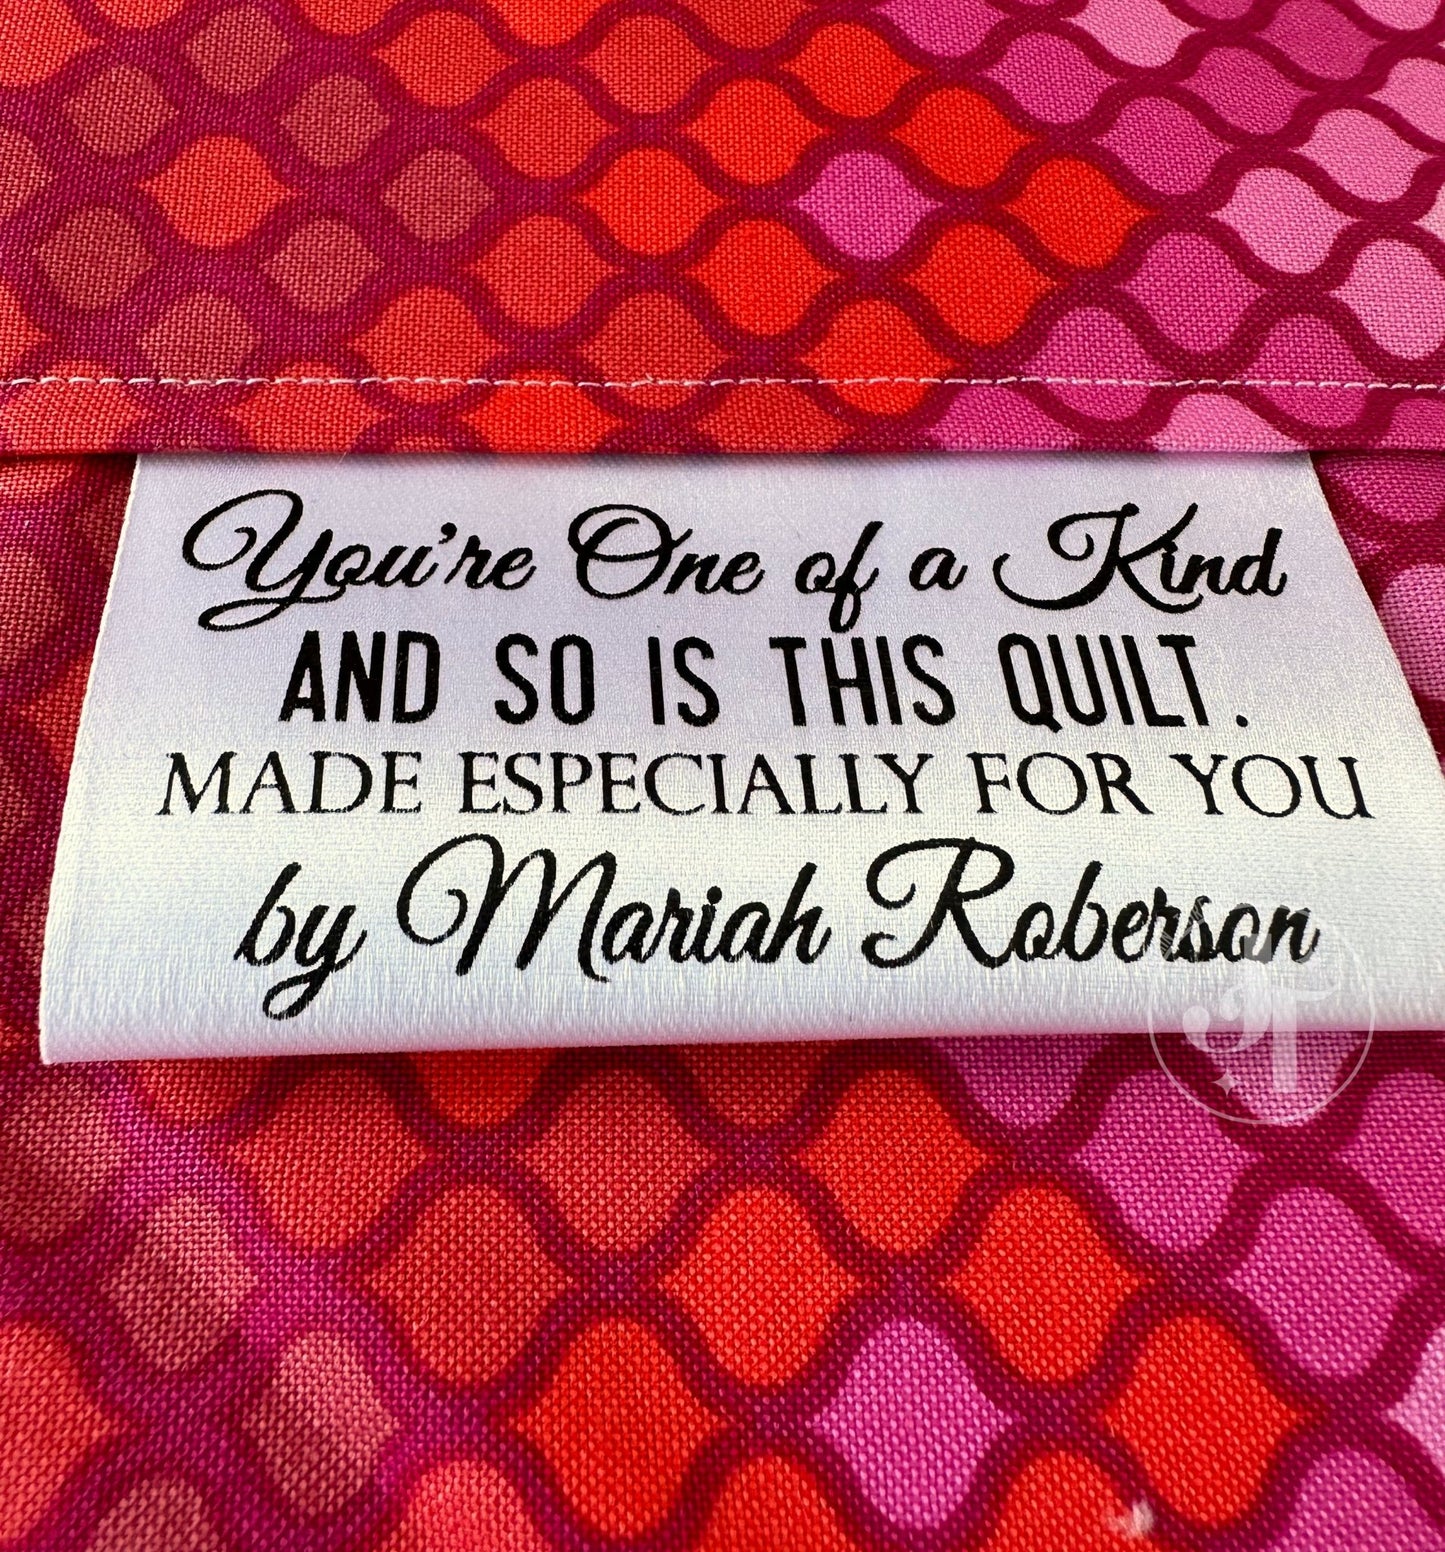 You're One of a Kind
AND SO IS THIS QUILT.
MADE ESPECIALLY FOR YOU
by Mariah Roberson